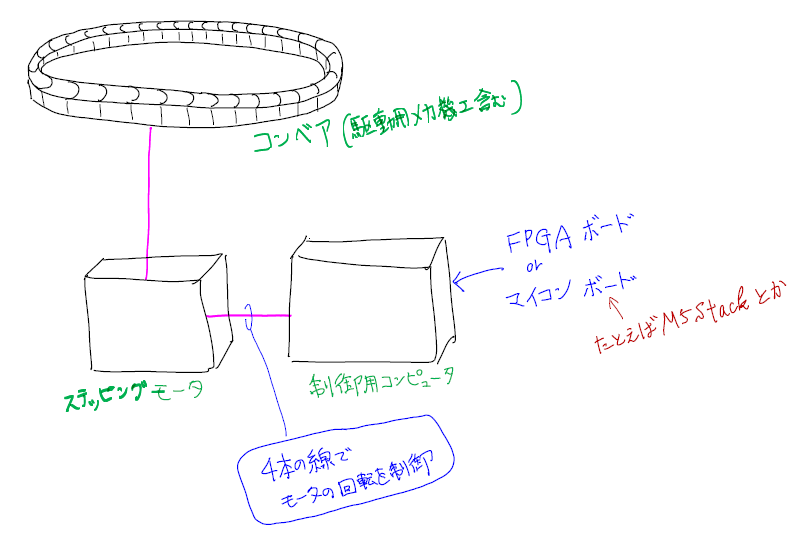 コンベア(駆動用メカ機工含む)
FPGA ボード
or
マイコン ボード
たとえばM5Stackとか
ステッピングモータ
制御用コンピュータ
4本の線で
モータの回転を制御